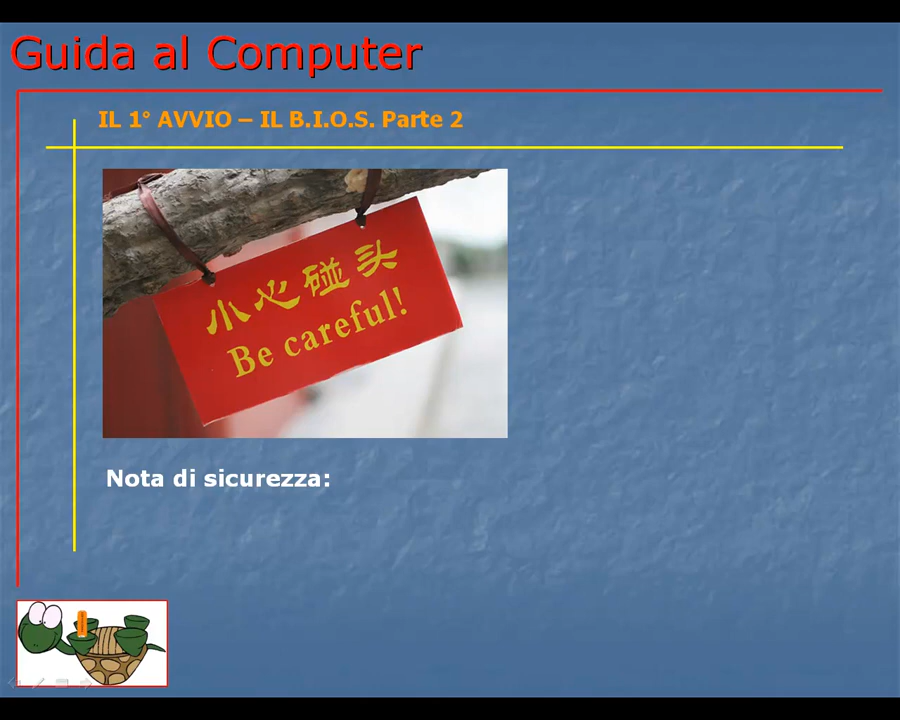 Guida al Computer
IL 1° AVVIO – IL B.I.O.S. Parte 2
小心碰头
Be careful!
Nota di sicurezza: